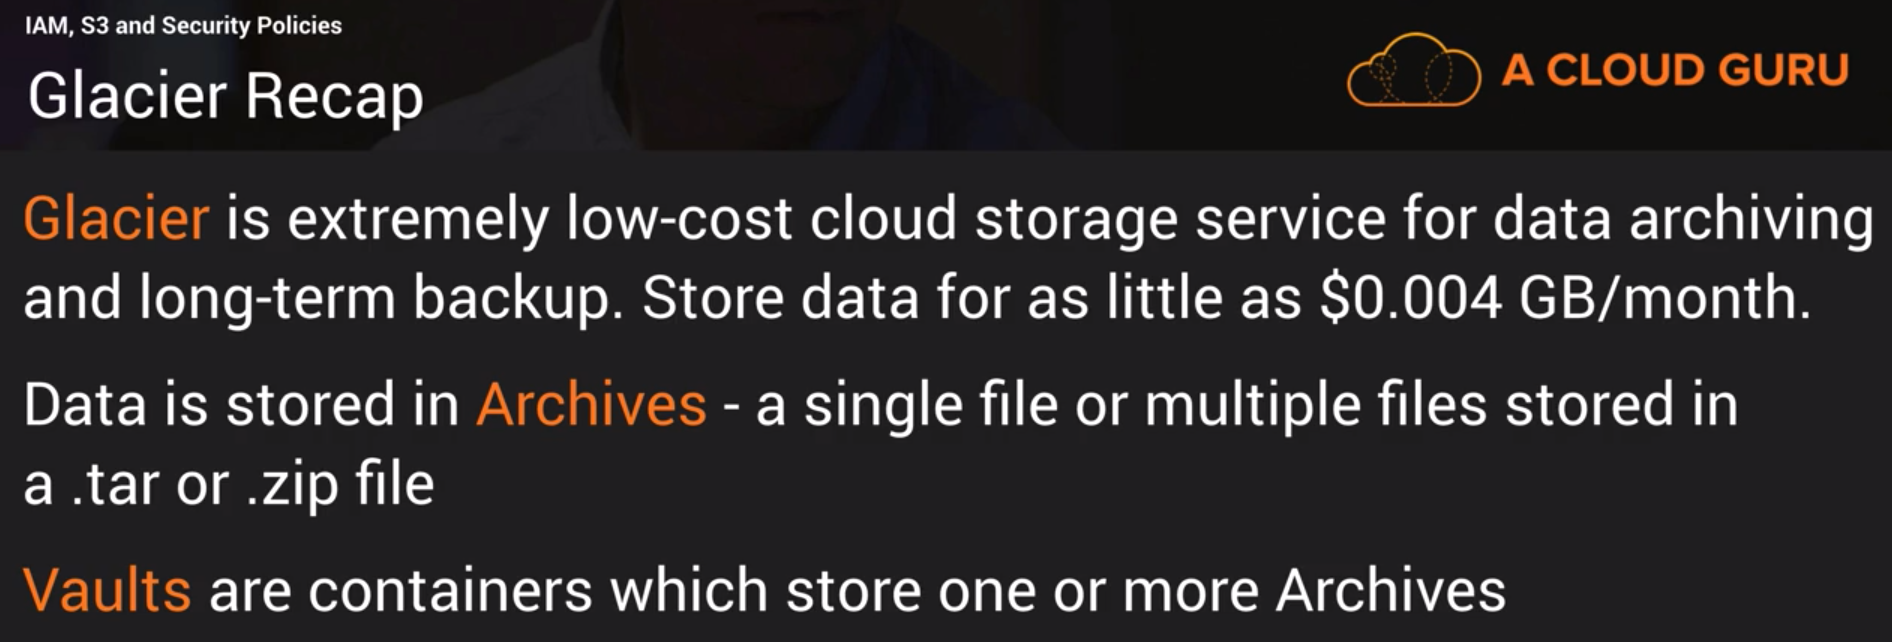 IAM, S3 and Security Policies
Glacier Recap
A CLOUD GURU
Glacier is extremely low-cost cloud storage service for data archiving
and long-term backup. Store data for as little as $0.004 GB/month.
Data is stored in Archives - a single file or multiple files stored in
a .tar or .zip file
Vaults are containers which store one or more Archives